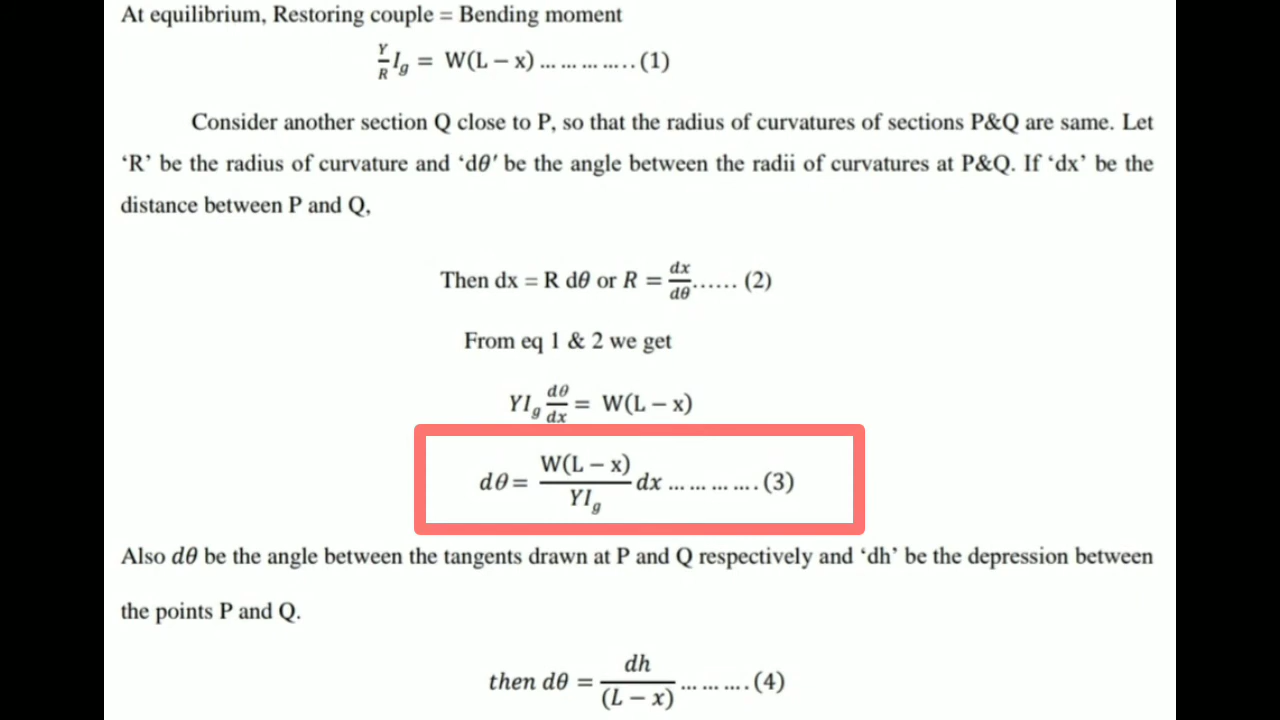 At equilibrium, Restoring couple = Bending moment
Y/R I_g = W(L – x) … … … ….. (1)
Consider another section Q close to P, so that the radius of curvatures of sections P&Q are same. Let
‘R’ be the radius of curvature and ‘dθ′ be the angle between the radii of curvatures at P&Q. If ‘dx’ be the
distance between P and Q,
Then dx = R dθ or R = dx/dθ …… (2)
From eq 1 & 2 we get
YI_g dθ/dx = W(L – x)
dθ = W(L – x)/YI_g dx … … … …. (3)
Also dθ be the angle between the tangents drawn at P and Q respectively and ‘dh’ be the depression between
the points P and Q.
then dθ = dh/(L – x) … … …. (4)